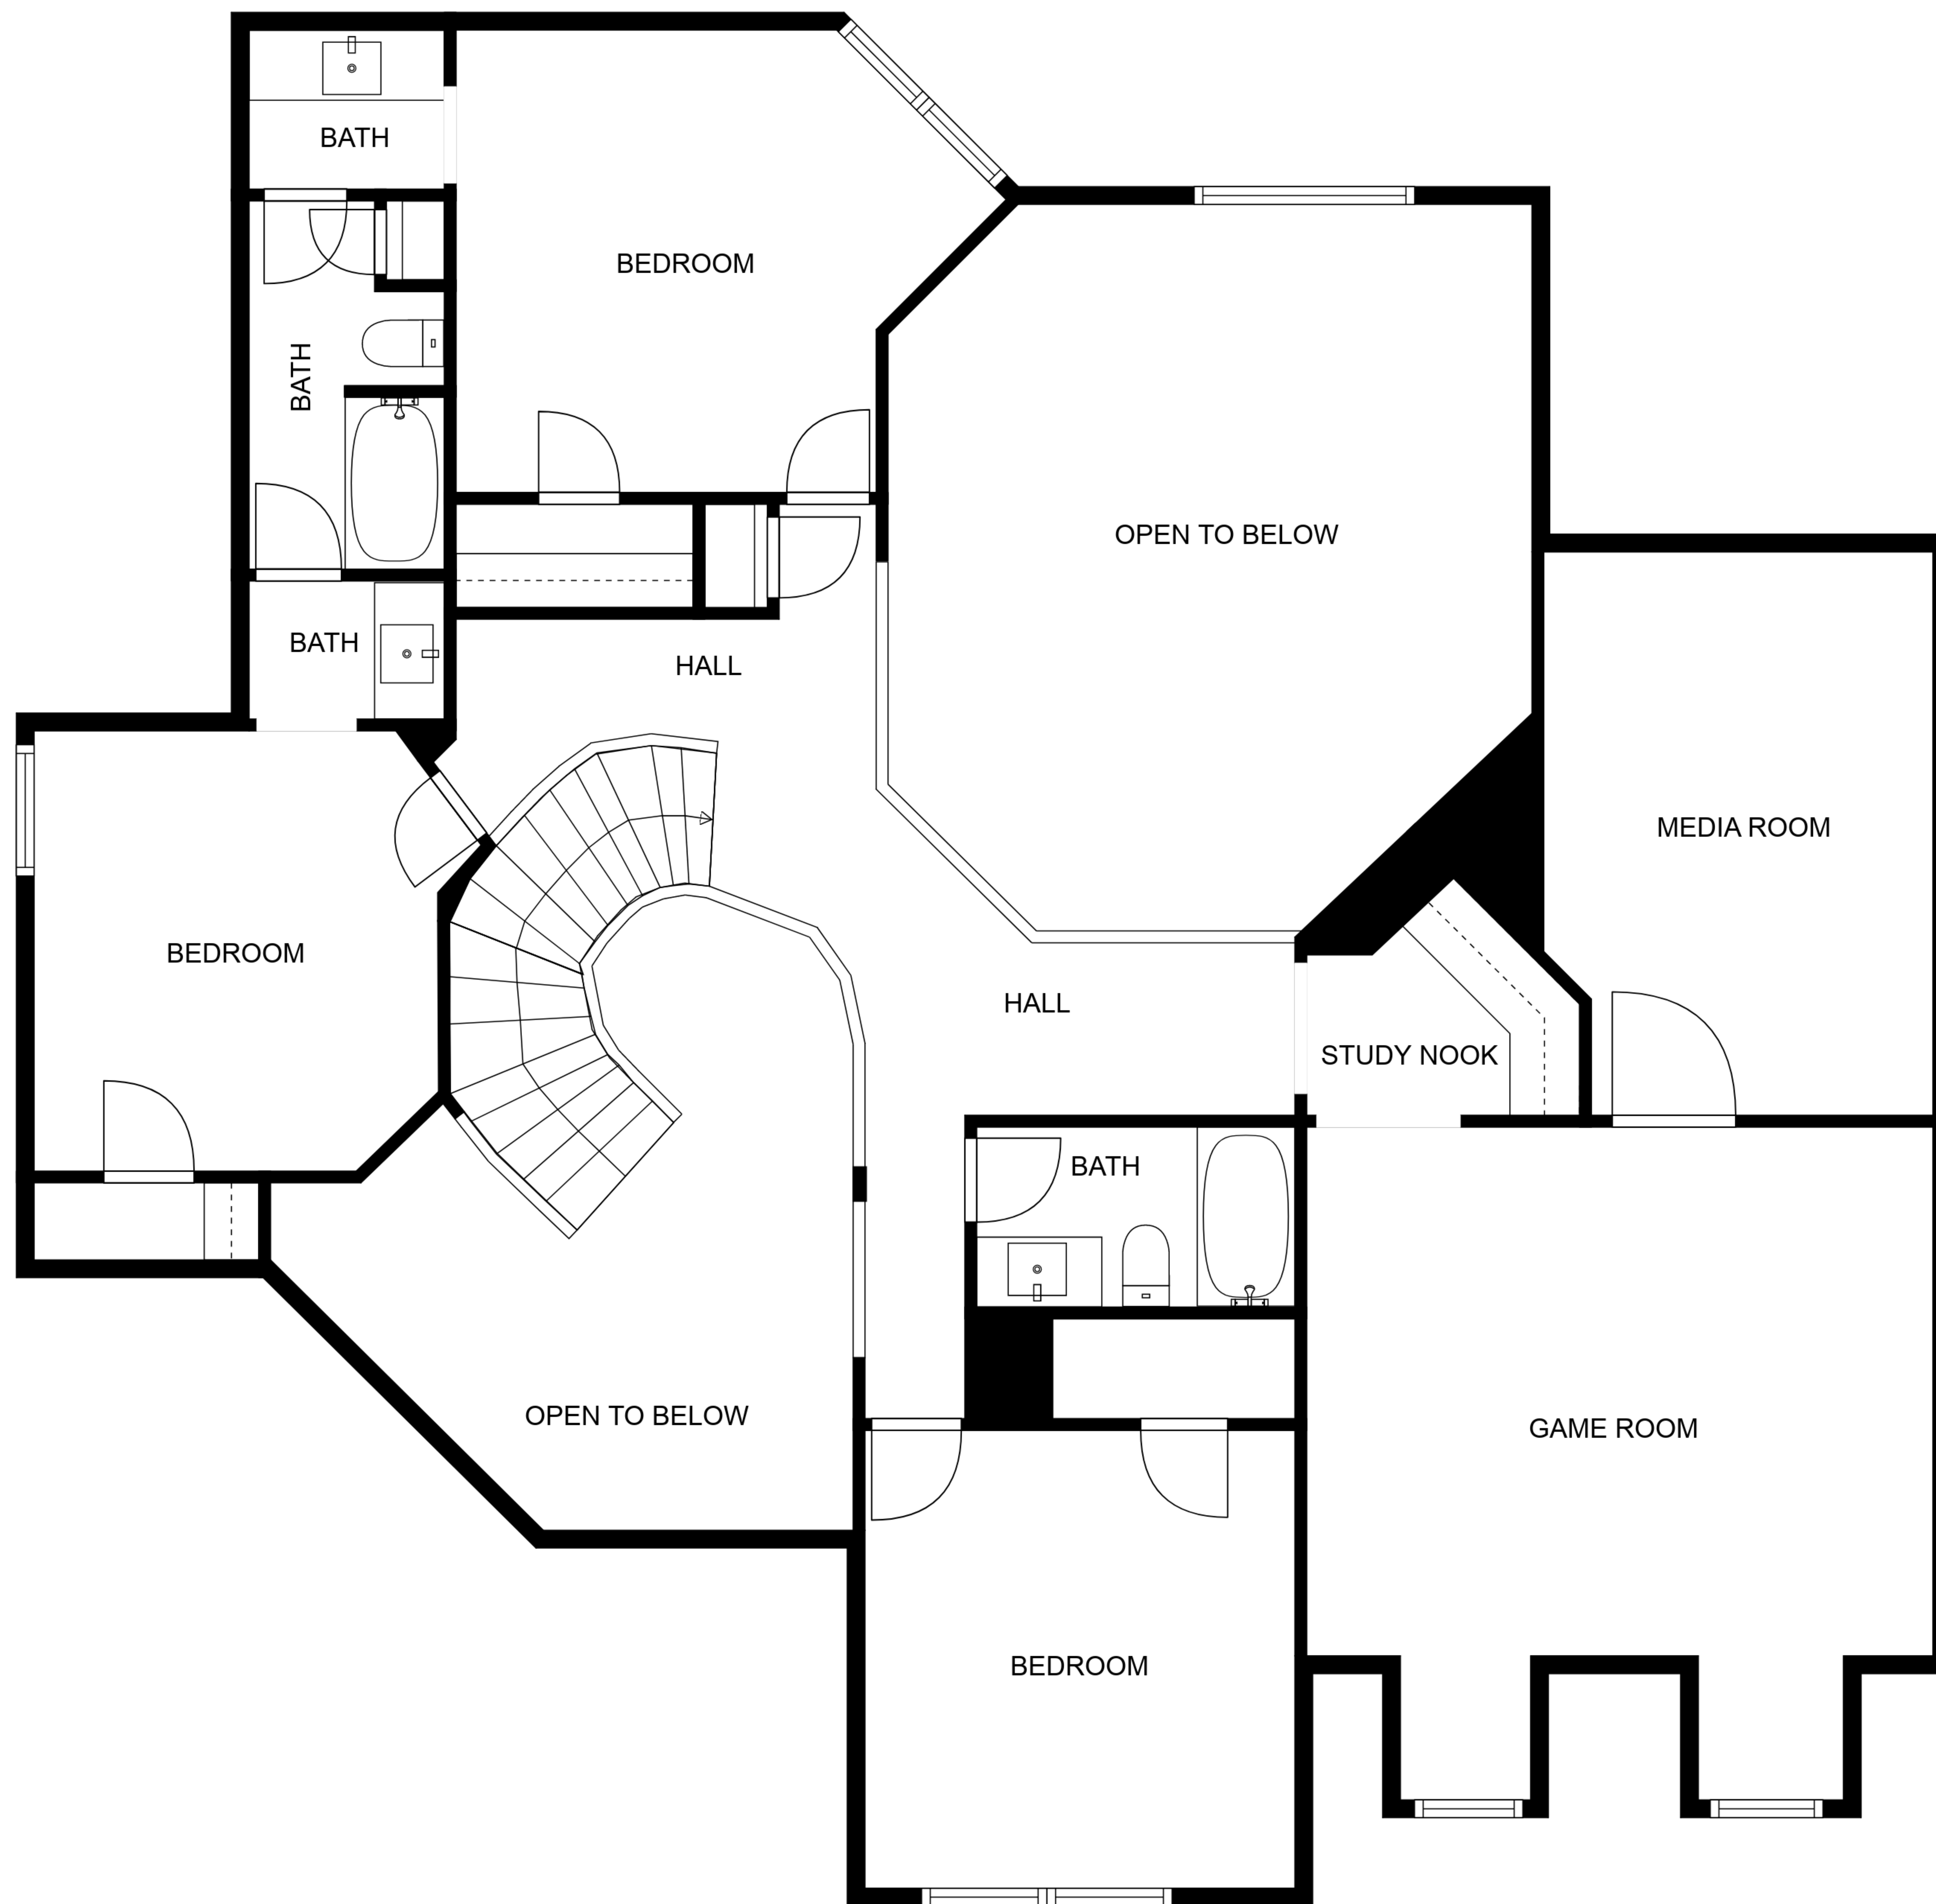 BATH
BEDROOM
BATH
OPEN TO BELOW
BATH
HALL
MEDIA ROOM
BEDROOM
HALL
STUDY NOOK
BATH
OPEN TO BELOW
GAME ROOM
BEDROOM